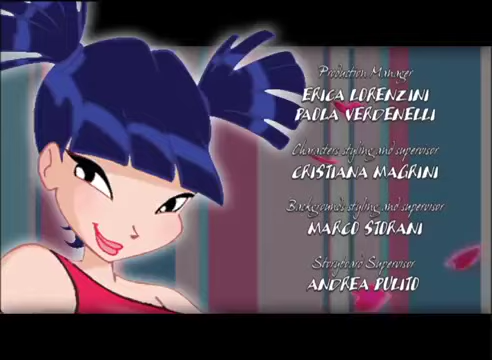 Production Manager
ERICA LORENZINI
PAOLA VERDENELLI
Characters styling and supervisor
CRISTIANA MAGRINI
Backgrounds styling and supervisor
MARCO STORANI
Storyboard Supervisor
ANDREA PULITO